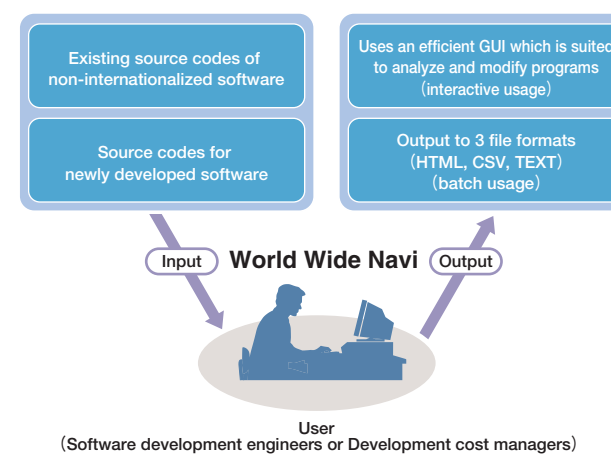 Existing source codes of
non-internationalized software
Source codes for
newly developed software
Uses an efficient GUI which is suited
to analyze and modify programs
（interactive usage）
Output to 3 file formats
（HTML, CSV, TEXT）
（batch usage）
Input
World Wide Navi
Output
User
（Software development engineers or Development cost managers）